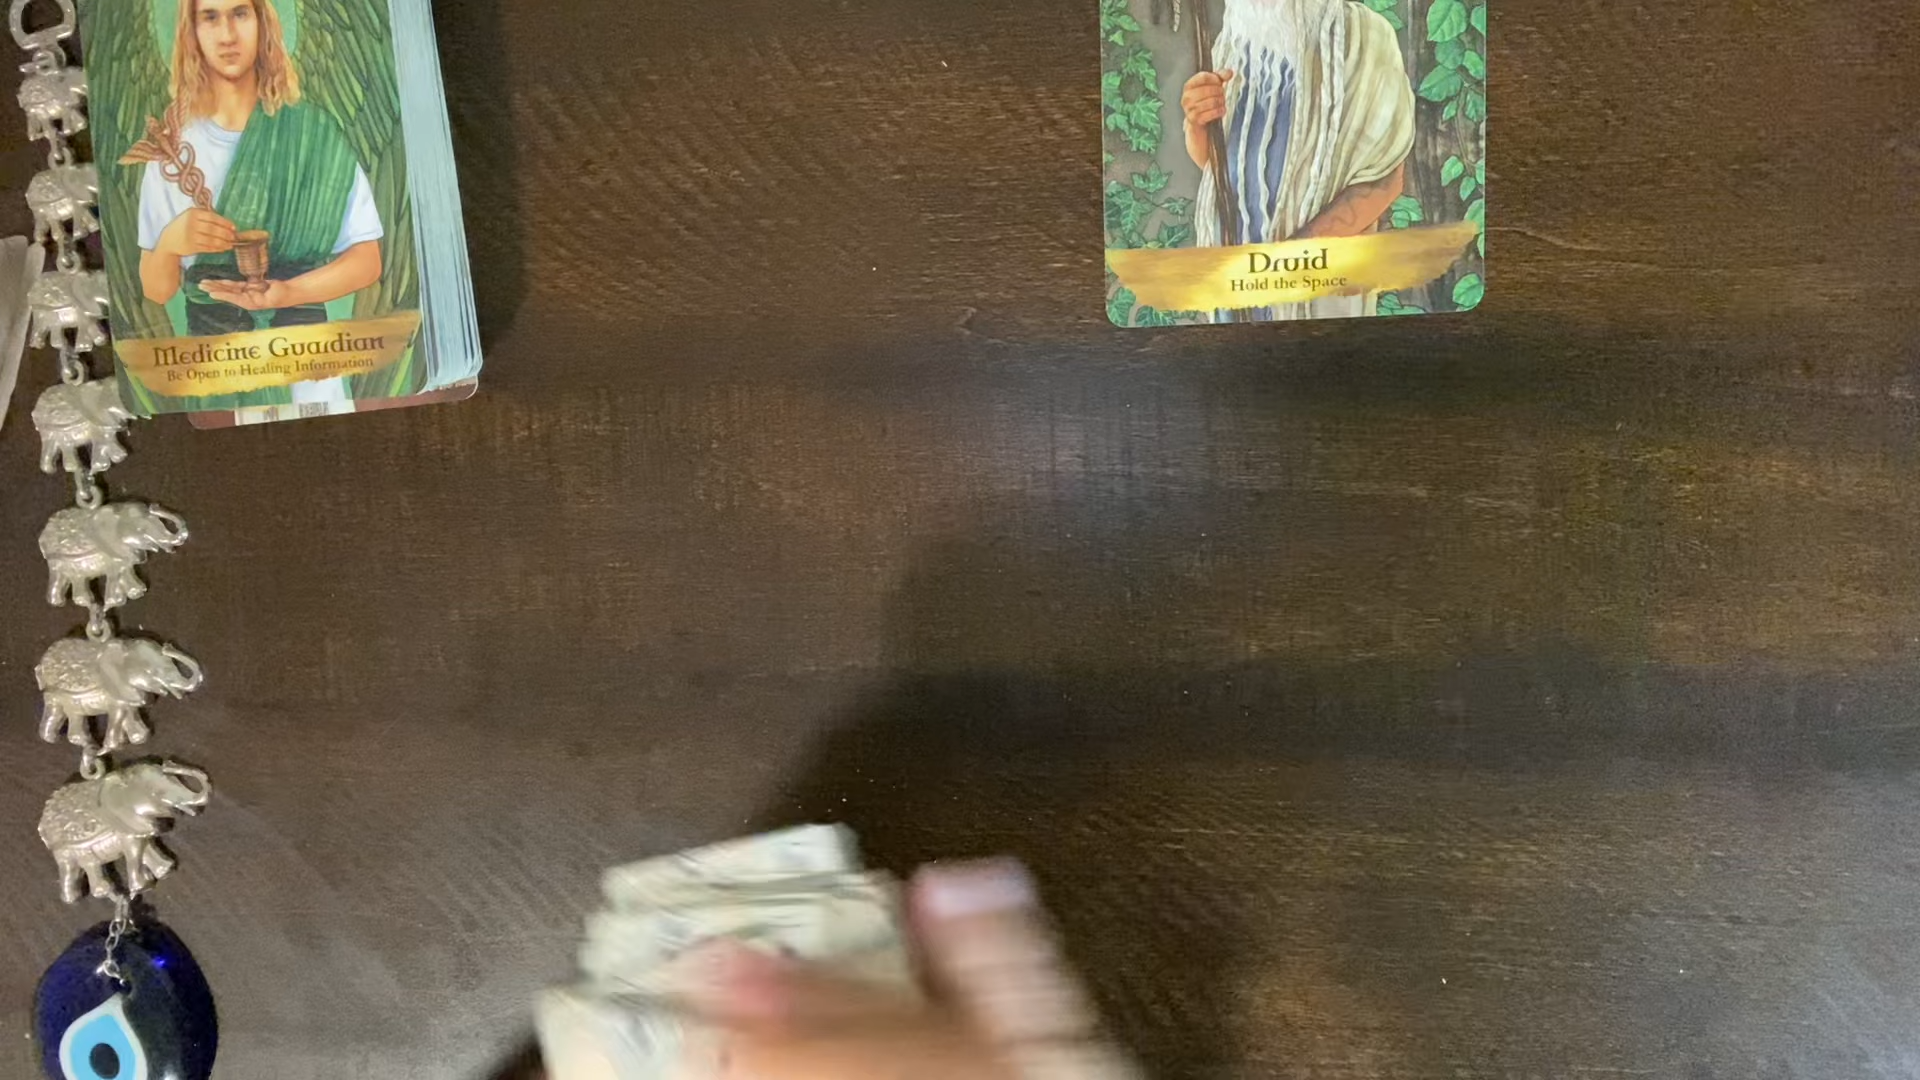 Medicine Guardian
Be Open to Healing Information
Druid
Hold the Space